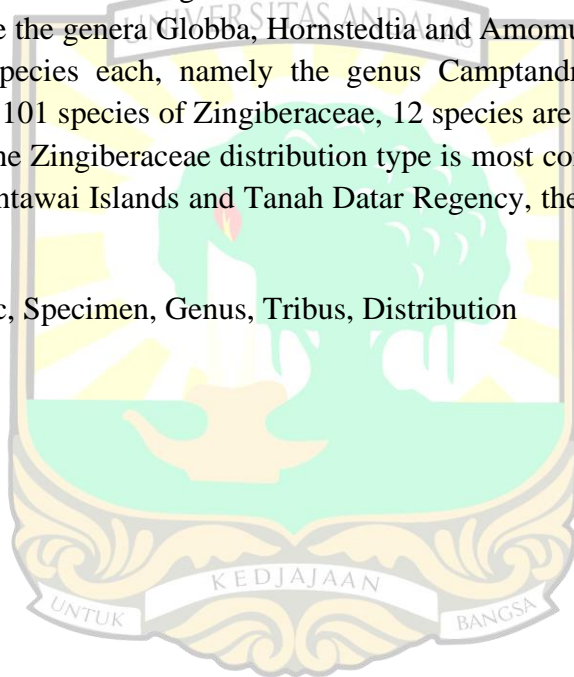 UNIVERSITAS ANDALAS
e the genera Globba, Hornstedtia and Amomu
pecies each, namely the genus Camptandr
101 species of Zingiberaceae, 12 species are
ne Zingiberaceae distribution type is most co
ntawai Islands and Tanah Datar Regency, the
c, Specimen, Genus, Tribus, Distribution
KEDJAJAAN
UNTUK
BANGSA